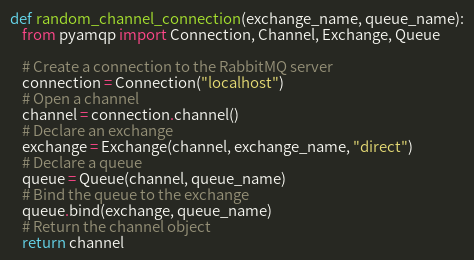 def random_channel_connection(exchange_name, queue_name):
from pyamqp import Connection, Channel, Exchange, Queue
# Create a connection to the RabbitMQ server
connection = Connection("localhost")
# Open a channel
channel = connection.channel()
# Declare an exchange
exchange = Exchange(channel, exchange_name, "direct")
# Declare a queue
queue = Queue(channel, queue_name)
# Bind the queue to the exchange
queue.bind(exchange, queue_name)
# Return the channel object
return channel